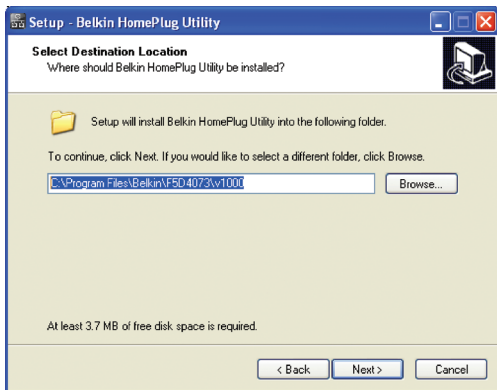 Setup - Belkin HomePlug Utility
Select Destination Location
Where should Belkin HomePlug Utility be installed?
Setup will install Belkin HomePlug Utility into the following folder.
To continue, click Next. If you would like to select a different folder, click Browse.
C:\Program Files\Belkin\F5D4073\v1000
Browse...
At least 3.7 MB of free disk space is required.
< Back
Next >
Cancel